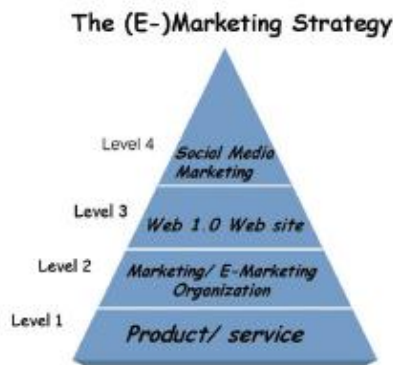 The (E-)Marketing Strategy
Level 4
Social Media
Marketing
Level 3
Web 1.0 Web site
Level 2
Marketing/ E-Marketing
Organization
Level 1
Product/ service